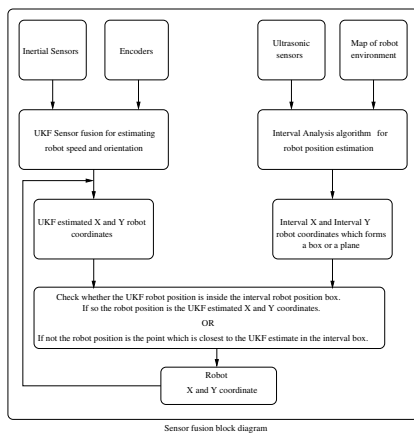 Inertial Sensors
Encoders
Ultrasonic
sensors
Map of robot
environment
UKF Sensor fusion for estimating
robot speed and orientation
Interval Analysis algorithm for
robot position estimation
UKF estimated X and Y robot
coordinates
Interval X and Interval Y
robot coordinates which forms
a box or a plane
Check whether the UKF robot position is inside the interval robot position box.
If so the robot position is the UKF estimated X and Y coordinates.
OR
If not the robot position is the point which is closest to the UKF estimate in the interval box.
Robot
X and Y coordinate
Sensor fusion block diagram